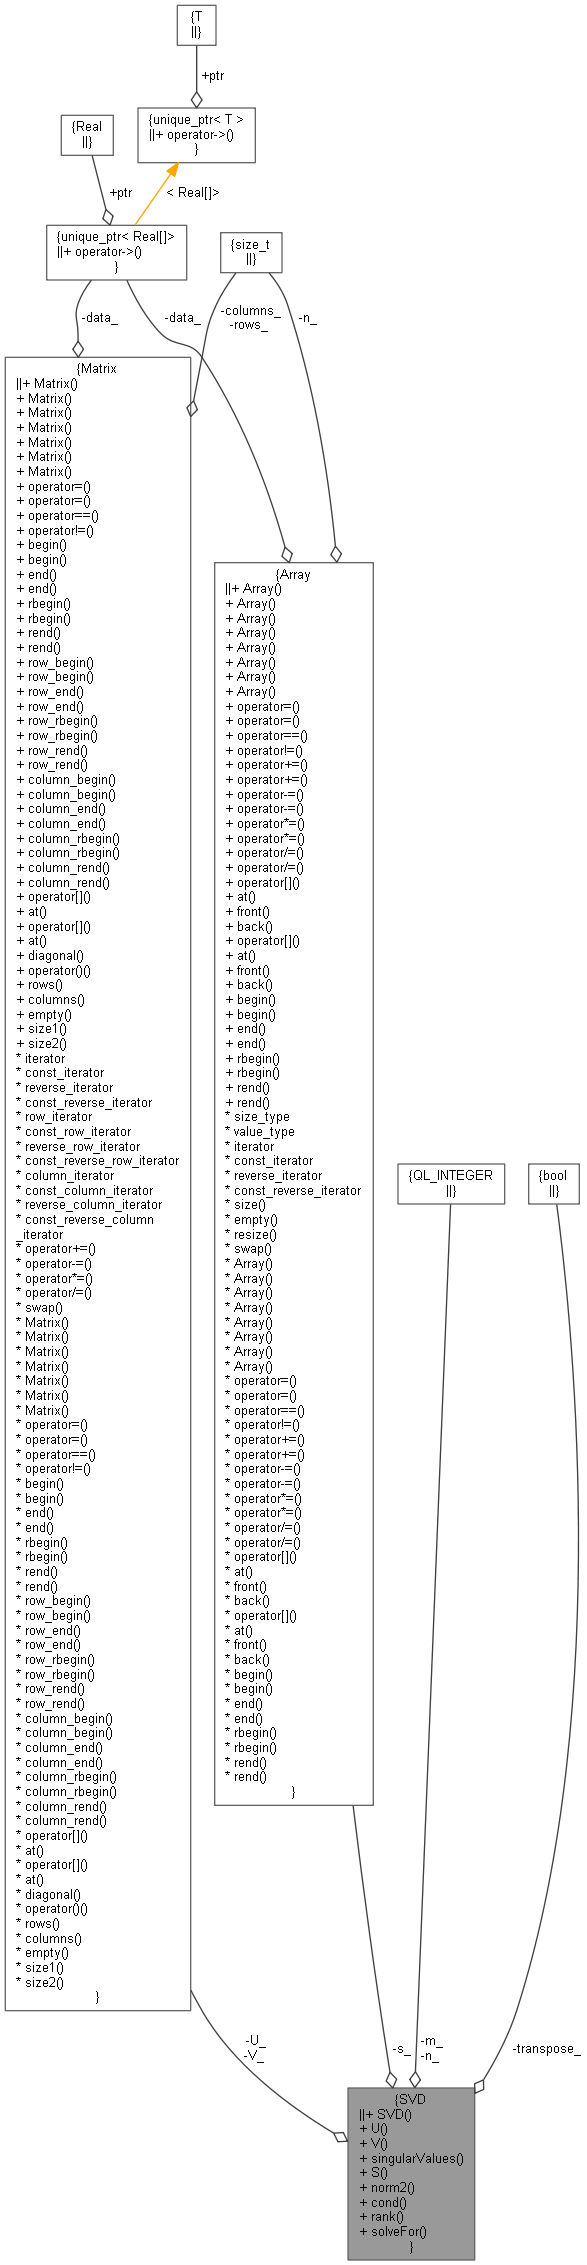 {T
||}
+ptr
{unique_ptr< T >
||+ operator->()
}
{Real
||}
+ptr
< Real[]>
{unique_ptr< Real[]>
||+ operator->()
}
{size_t
||}
-data_
-data_
-columns_
-rows_
-n_
{Matrix
||+ Matrix()
+ Matrix()
+ Matrix()
+ Matrix()
+ Matrix()
+ Matrix()
+ Matrix()
+ operator=()
+ operator=()
+ operator==()
+ operator!=()
+ begin()
+ begin()
+ end()
+ end()
+ rbegin()
+ rbegin()
+ rend()
+ rend()
+ row_begin()
+ row_begin()
+ row_end()
+ row_end()
+ row_rbegin()
+ row_rbegin()
+ row_rend()
+ row_rend()
+ column_begin()
+ column_begin()
+ column_end()
+ column_end()
+ column_rbegin()
+ column_rbegin()
+ column_rend()
+ column_rend()
+ operator[]()
+ at()
+ operator[]()
+ at()
+ diagonal()
+ operator()()
+ rows()
+ columns()
+ empty()
+ size1()
+ size2()
* iterator
* const_iterator
* reverse_iterator
* const_reverse_iterator
* row_iterator
* const_row_iterator
* reverse_row_iterator
* const_reverse_row_iterator
* column_iterator
* const_column_iterator
* reverse_column_iterator
* const_reverse_column
_iterator
* operator+=()
* operator-=()
* operator*=()
* operator/=()
* swap()
* Matrix()
* Matrix()
* Matrix()
* Matrix()
* Matrix()
* Matrix()
* Matrix()
* operator=()
* operator=()
* operator==()
* operator!=()
* begin()
* begin()
* end()
* end()
* rbegin()
* rbegin()
* rend()
* rend()
* row_begin()
* row_begin()
* row_end()
* row_end()
* row_rbegin()
* row_rbegin()
* row_rend()
* row_rend()
* column_begin()
* column_begin()
* column_end()
* column_end()
* column_rbegin()
* column_rbegin()
* column_rend()
* column_rend()
* operator[]()
* at()
* operator[]()
* at()
* diagonal()
* operator()()
* rows()
* columns()
* empty()
* size1()
* size2()
}
{Array
||+ Array()
+ Array()
+ Array()
+ Array()
+ Array()
+ Array()
+ Array()
+ Array()
+ operator=()
+ operator=()
+ operator==()
+ operator!=()
+ operator+=()
+ operator+=()
+ operator-=()
+ operator-=()
+ operator*=()
+ operator*=()
+ operator/=()
+ operator/=()
+ operator[]()
+ at()
+ front()
+ back()
+ operator[]()
+ at()
+ front()
+ back()
+ begin()
+ begin()
+ end()
+ end()
+ rbegin()
+ rbegin()
+ rend()
+ rend()
* size_type
* value_type
* iterator
* const_iterator
* reverse_iterator
* const_reverse_iterator
* size()
* empty()
* resize()
* swap()
* Array()
* Array()
* Array()
* Array()
* Array()
* Array()
* Array()
* Array()
* operator=()
* operator=()
* operator==()
* operator!=()
* operator+=()
* operator+=()
* operator-=()
* operator-=()
* operator*=()
* operator*=()
* operator/=()
* operator/=()
* operator[]()
* at()
* front()
* back()
* operator[]()
* at()
* front()
* back()
* begin()
* begin()
* end()
* end()
* rbegin()
* rbegin()
* rend()
* rend()
}
{QL_INTEGER
||}
{bool
||}
-U_
-V_
-s_
-m_
-n_
-transpose_
{SVD
||+ SVD()
+ U()
+ V()
+ singularValues()
+ S()
+ norm2()
+ cond()
+ rank()
+ solveFor()
}